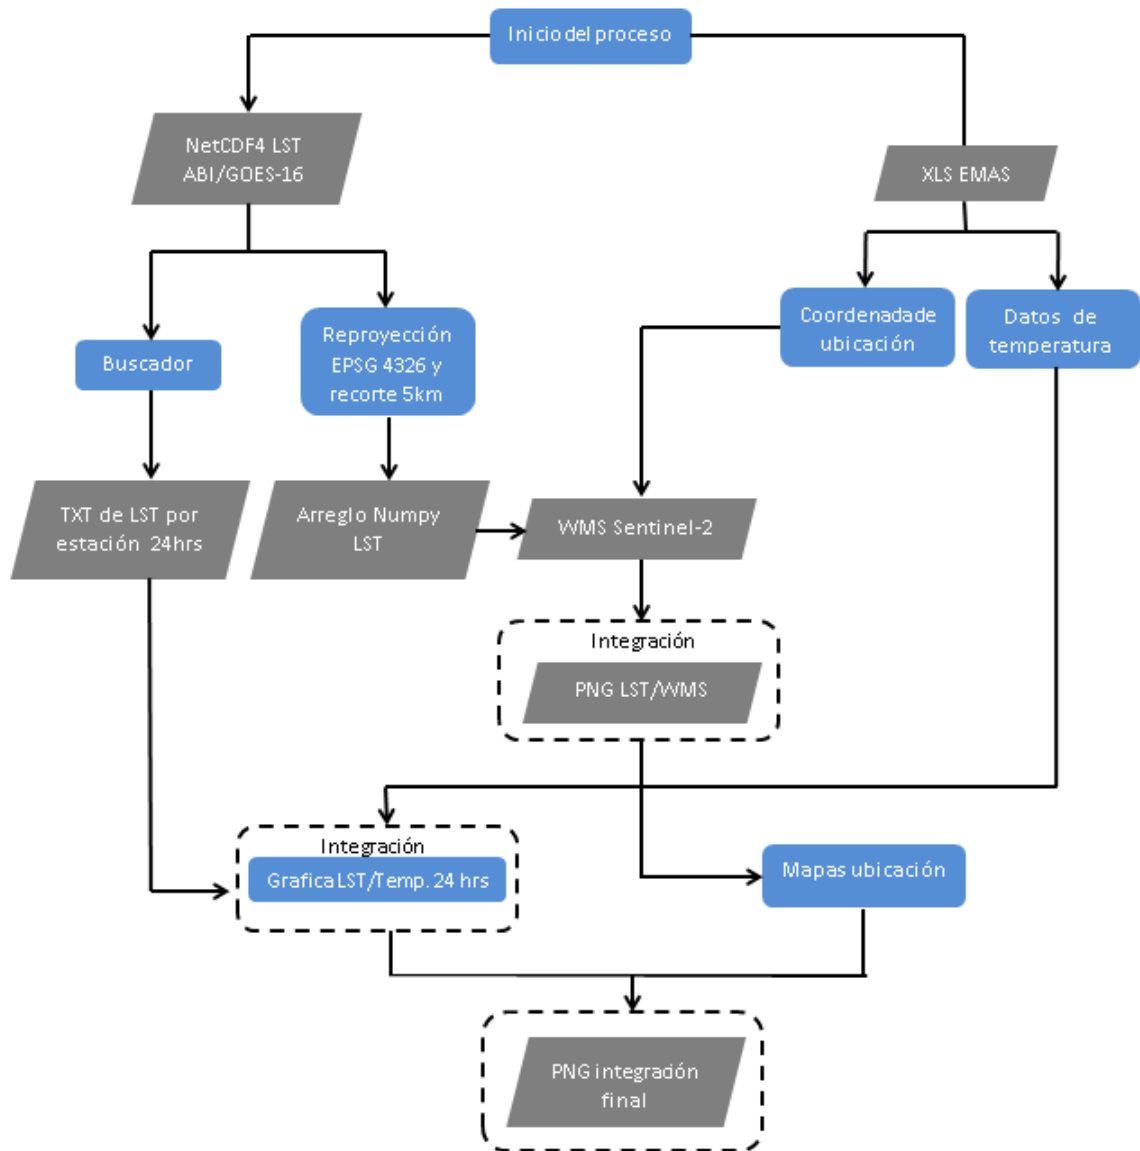 Inicio del proceso
NetCDF4 LST
ABI/GOES-16
XLS EMAS
Buscador
Reproyección
EPSG 4326 y
recorte 5km
Coordenadade
ubicación
Datos de
temperatura
TXT de LST por
estación 24hrs
Arreglo Numpy
LST
WMS Sentinel-2
Integración
PNG LST/WMS
Integración
Grafica LST/Temp. 24 hrs
Mapas ubicación
PNG integración
final